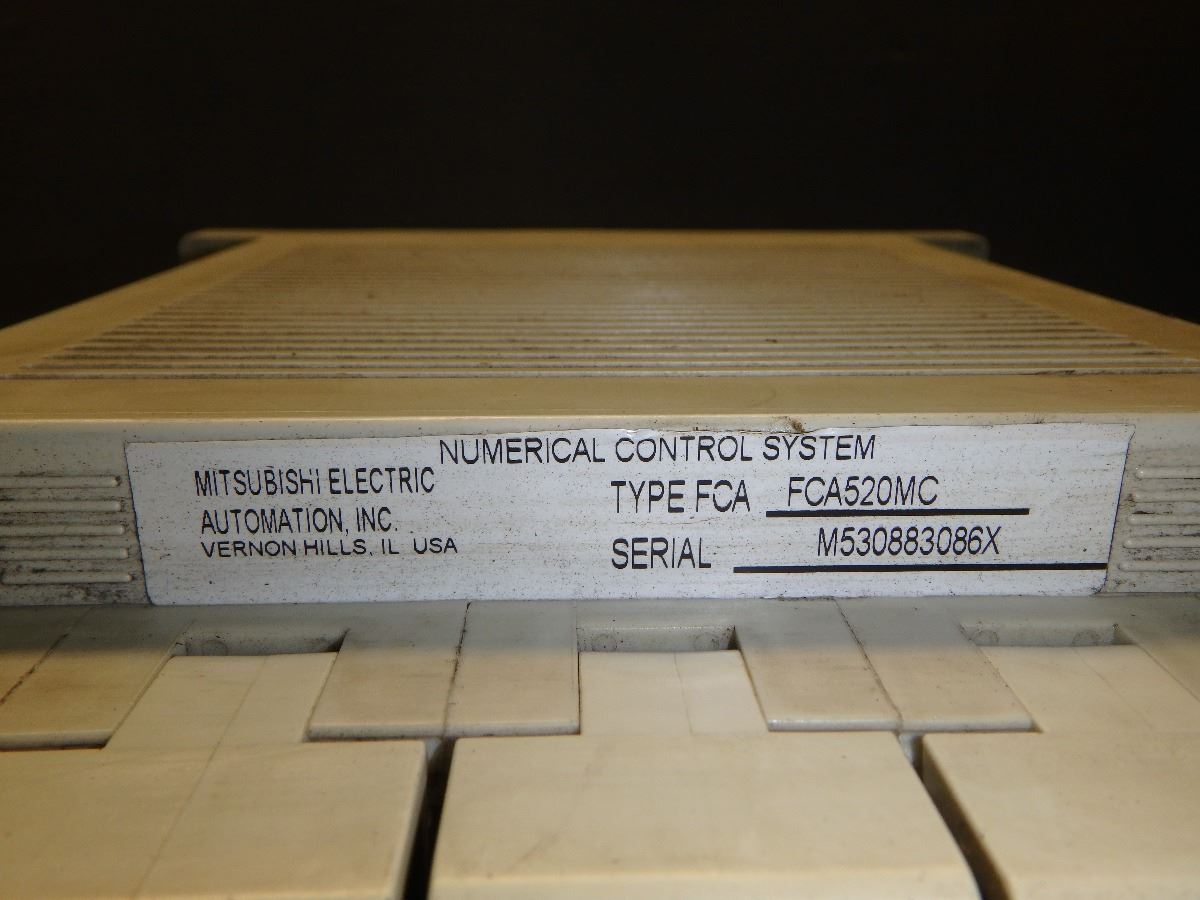 NUMERICAL CONTROL SYSTEM
MITSUBISHI ELECTRIC
AUTOMATION, INC.
VERNON HILLS, IL USA
TYPE FCA FCA520MC
SERIAL M530883086X